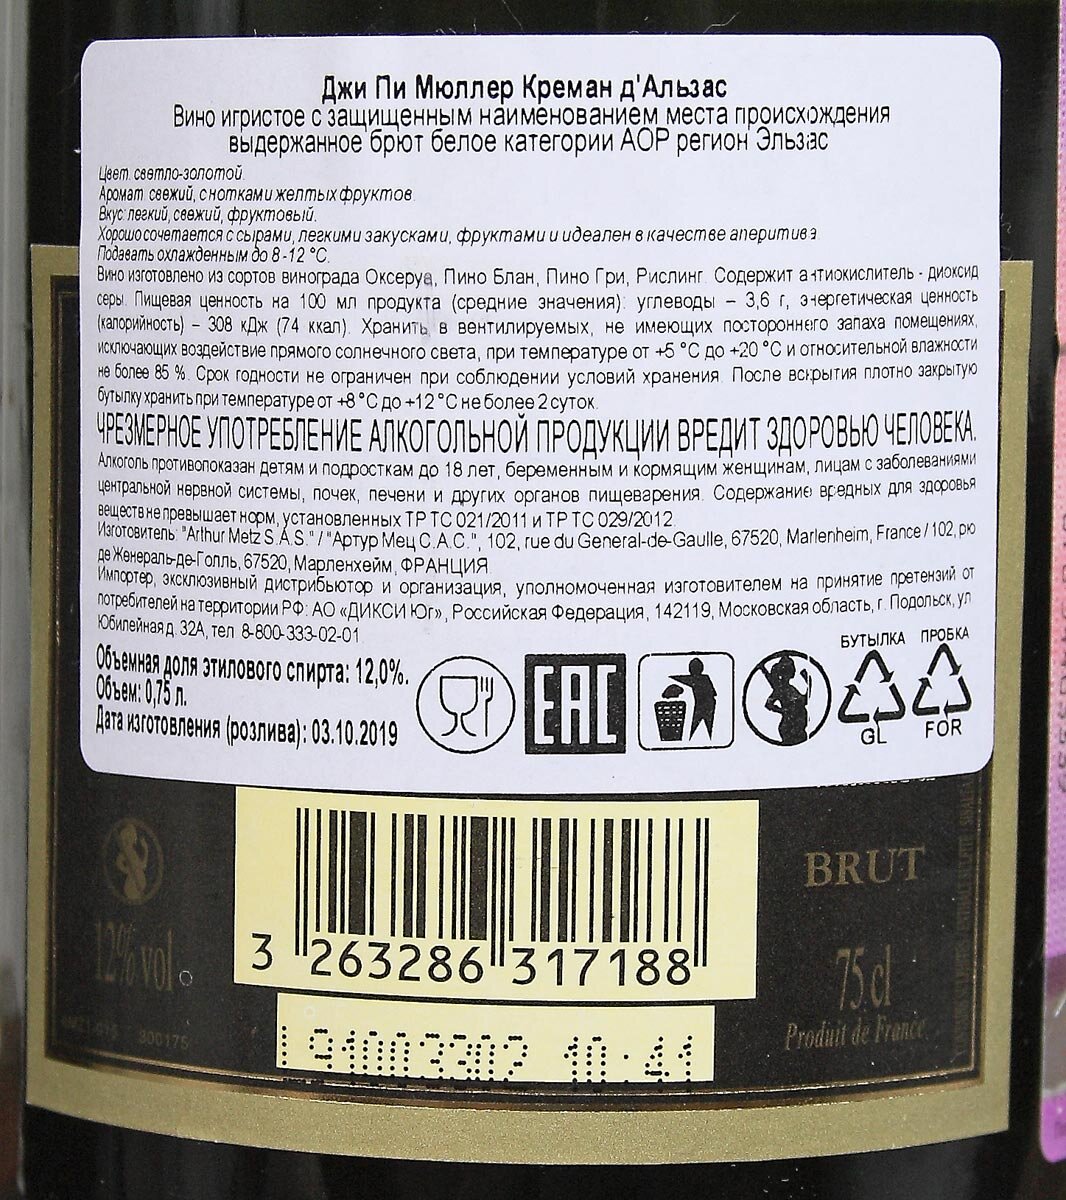 Джи Пи Мюллер Креман д'Альзас
Вино игристое с защищенным наименованием места происхождения
выдержанное брют белое категории АОР регион Эльзас
Цвет: светло-золотой.
Аромат: свежий, с нотками желтых фруктов.
Вкус: легкий, свежий, фруктовый.
Хорошо сочетается с сырами, легкими закусками, фруктами и идеален в качестве аперитива.
Подавать охлажденным до 8-12 °С.
Вино изготовлено из сортов винограда Оксеруа, Пино Блан, Пино Гри, Рислинг. Содержит антиокислитель - диоксид
серы. Пищевая ценность на 100 мл продукта (средние значения): углеводы – 3,6 г, энергетическая ценность
(калорийность) – 308 кДж (74 ккал). Хранить в вентилируемых, не имеющих постороннего запаха помещениях,
исключающих воздействие прямого солнечного света, при температуре от +5 °С до +20 °С и относительной влажности
не более 85 %. Срок годности не ограничен при соблюдении условий хранения. После вскрытия плотно закрытую
бутылку хранить при температуре от +8 °С до +12 °С не более 2 суток.
ЧРЕЗМЕРНОЕ УПОТРЕБЛЕНИЕ АЛКОГОЛЬНОЙ ПРОДУКЦИИ ВРЕДИТ ЗДОРОВЬЮ ЧЕЛОВЕКА.
Алкоголь противопоказан детям и подросткам до 18 лет, беременным и кормящим женщинам, лицам с заболеваниями
центральной нервной системы, почек, печени и других органов пищеварения. Содержание вредных для здоровья
веществ не превышает норм, установленных ТР ТС 021/2011 и ТР ТС 029/2012.
Изготовитель: "Arthur Metz S.A.S." / "Артур Мец С.А.С.", 102, rue du General-de-Gaulle, 67520, Marlenheim, France / 102, рю
де Женераль-де-Голль, 67520, Марленхейм, ФРАНЦИЯ.
Импортер, эксклюзивный дистрибьютор и организация, уполномоченная изготовителем на принятие претензий от
потребителей на территории РФ: АО «ДИКСИ Юг», Российская Федерация, 142119, Московская область, г. Подольск, ул
Юбилейная д. 32А, тел. 8-800-333-02-01.
Объемная доля этилового спирта: 12,0%.
Объем: 0,75 л.
Дата изготовления (розлива): 03.10.2019
EAC
БУТЫЛКА ПРОБКА
GL FOR
BRUT
12% vol
75 cl
Produit de France
300175
3 263286 317188
L 91003302 10:41